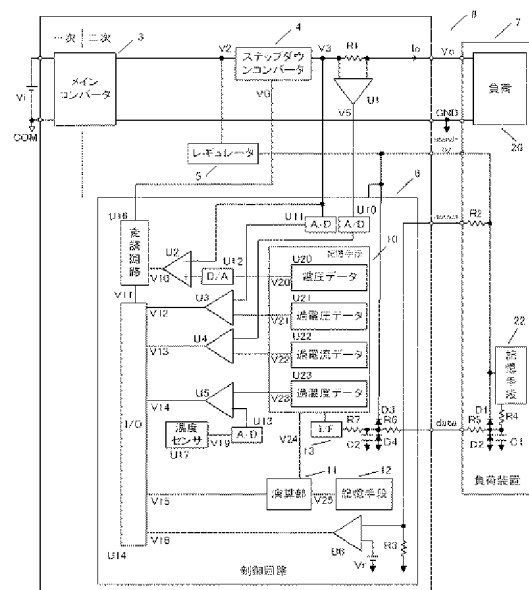 一次
二次
3
4
8
7
メイン
コンバータ
V2
ステップダウ
ンコンバータ
V3
R1
Io
Vo
負荷
Vi
COM
V6
U1
V5
GND
26
レギュレータ
5
6
U16
U11
A/D
U10
A/D
R2
U2
V10
U12
D/A
10
V11
V12
U3
V20
U20
電圧データ
V21
U21
過電圧データ
V13
U4
V22
U22
過電流データ
22
記憶手段
I/O
V14
U5
V23
U23
過温度データ
温度
センサ
U17
V19
U13
A/D
V24
I/F
13
R7
C2
D3
D4
R6
data
R5
D1
D2
R4
C1
負荷装置
11
演算部
V25
12
記憶手段
V15
V16
U14
Vr
R3
制御回路